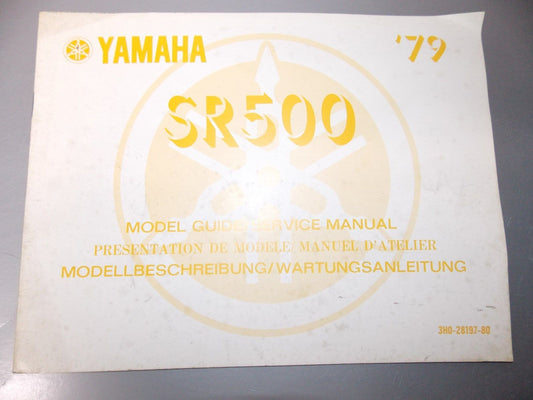 YAMAHA '79
SR500
MODEL GUIDE/SERVICE MANUAL
PRESENTATION DE MODELE/MANUEL D'ATELIER
MODELLBESCHREIBUNG/WARTUNGSANLEITUNG
3H0-28197-80